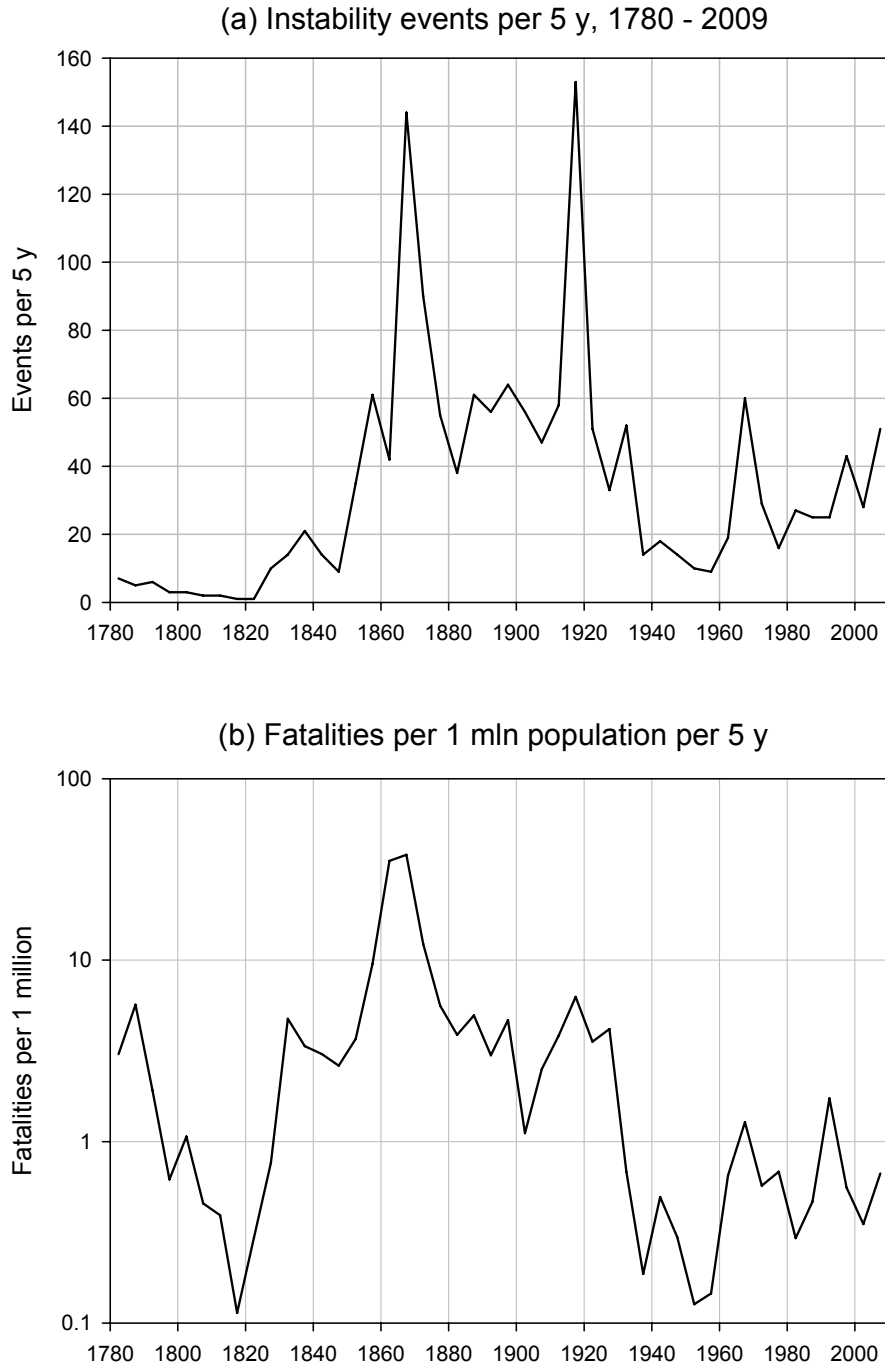 (a) Instability events per 5 y, 1780 - 2009
Events per 5 y
160
140
120
100
80
60
40
20
0
1780 1800 1820 1840 1860 1880 1900 1920 1940 1960 1980 2000
(b) Fatalities per 1 mln population per 5 y
Fatalities per 1 million
100
10
1
0.1
1780 1800 1820 1840 1860 1880 1900 1920 1940 1960 1980 2000